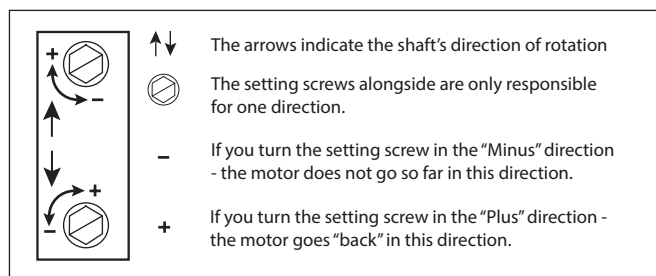 +
–
The arrows indicate the shaft’s direction of rotation
The setting screws alongside are only responsible
for one direction.
– If you turn the setting screw in the “Minus” direction
- the motor does not go so far in this direction.
+
–
+ If you turn the setting screw in the “Plus” direction -
the motor goes “back” in this direction.